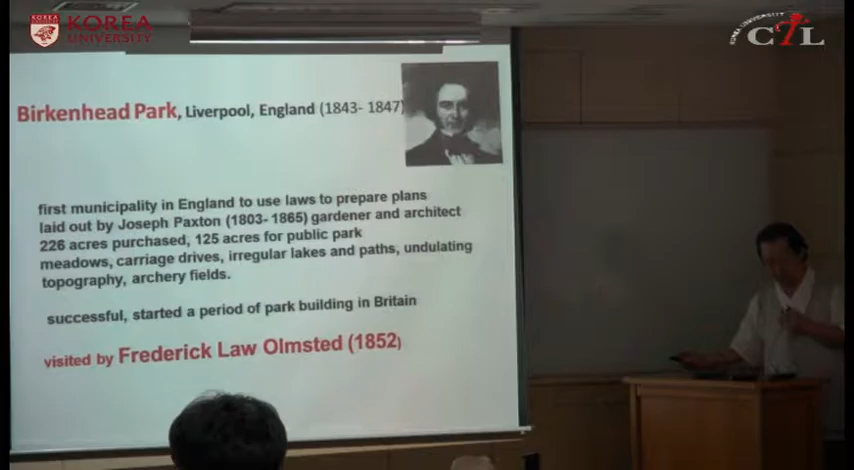 KOREA
UNIVERSITY
KOREA UNIVERSITY
CTL
Birkenhead Park, Liverpool, England (1843- 1847)
first municipality in England to use laws to prepare plans
laid out by Joseph Paxton (1803- 1865) gardener and architect
226 acres purchased, 125 acres for public park
meadows, carriage drives, irregular lakes and paths, undulating
topography, archery fields.
successful, started a period of park building in Britain
visited by Frederick Law Olmsted (1852)